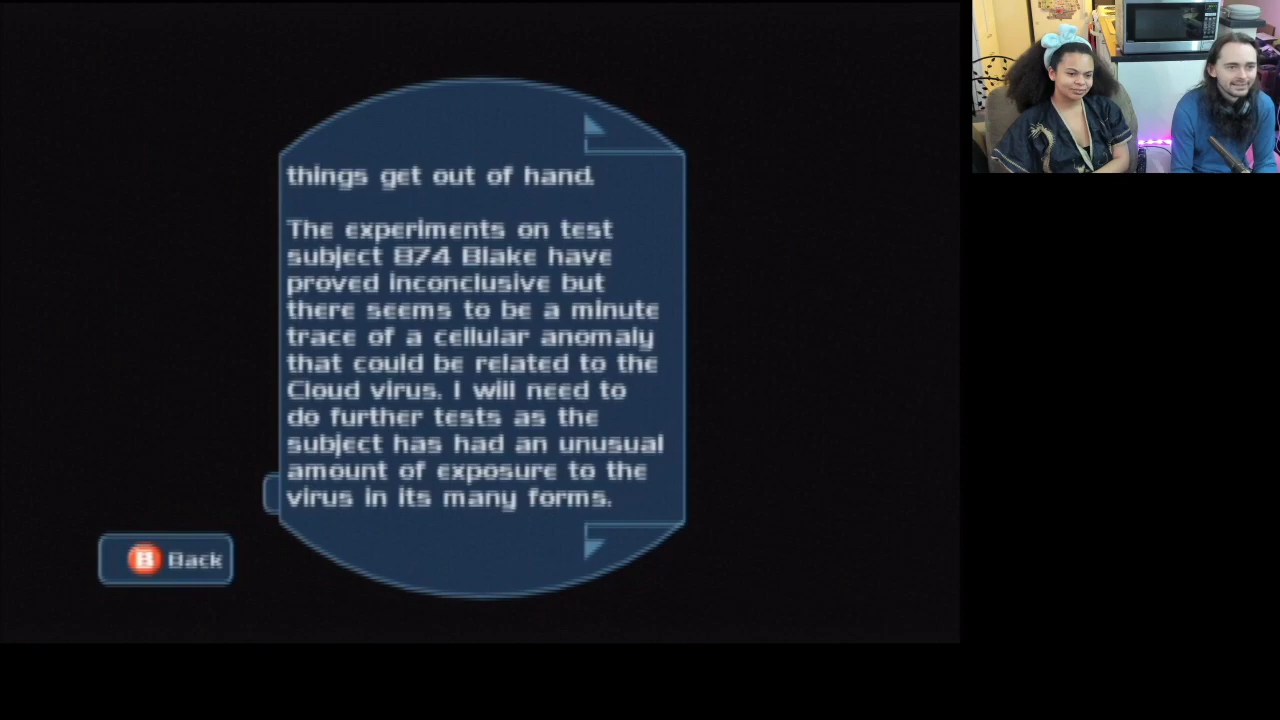 things get out of hand.
The experiments on test
subject 874 Blake have
proved inconclusive but
there seems to be a minute
trace of a cellular anomaly
that could be related to the
Cloud virus. I will need to
do further tests as the
subject has had an unusual
amount of exposure to the
virus in its many forms.
B Back